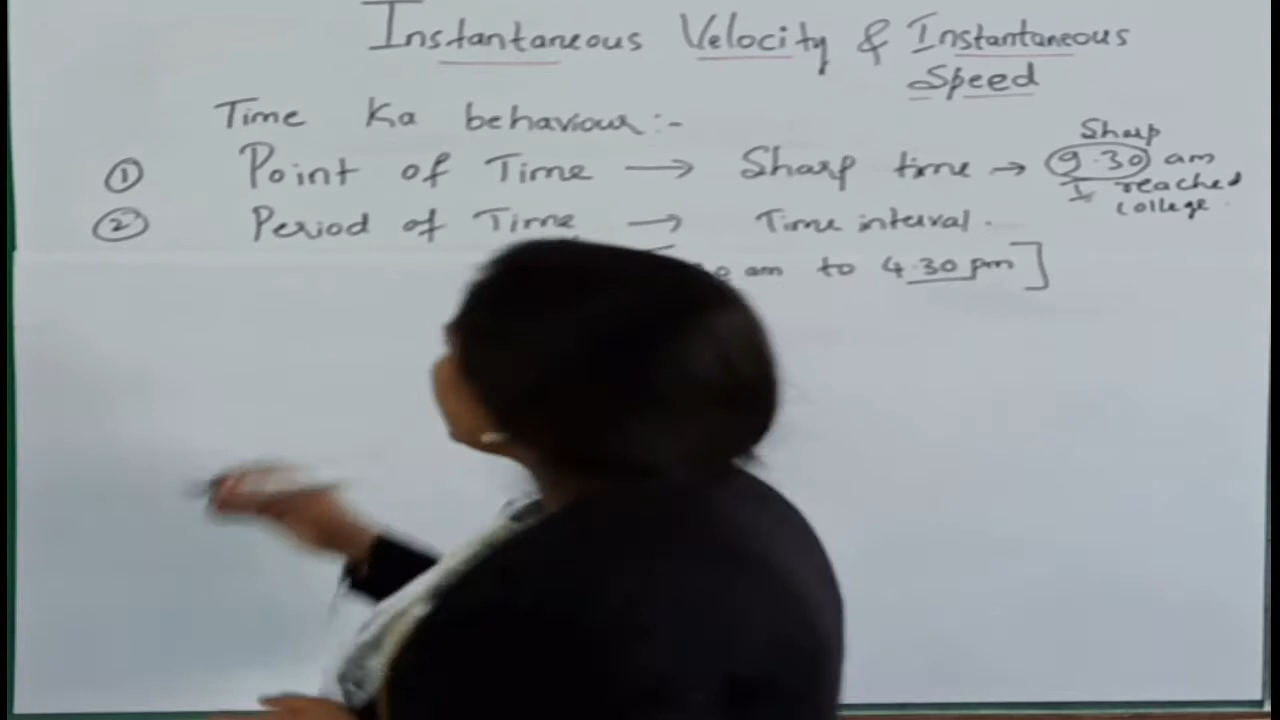 Instantaneous Velocity & Instantaneous
Speed
Time Ka behaviour:-
① Point of Time → Sharp time → 9.30 am
Sharp
I reached
college.
② Period of Time → Time interval.
am to 4.30 pm]